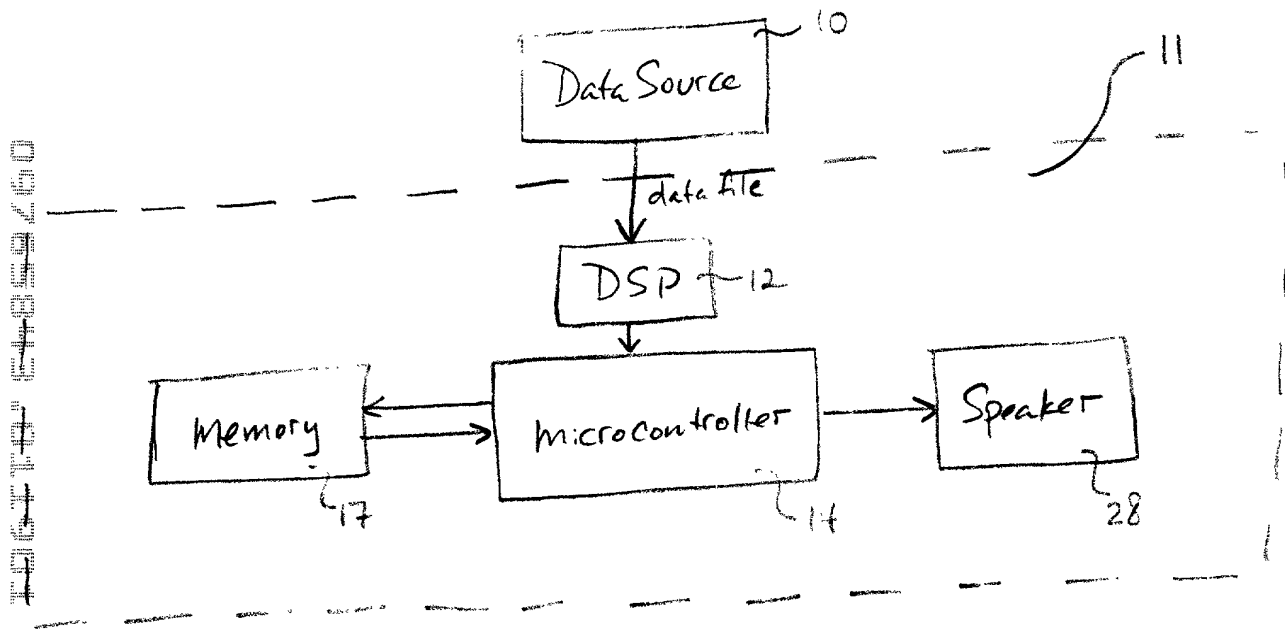 10
Data Source
11
data file
DSP
12
Memory
Microcontroller
Speaker
17
14
28